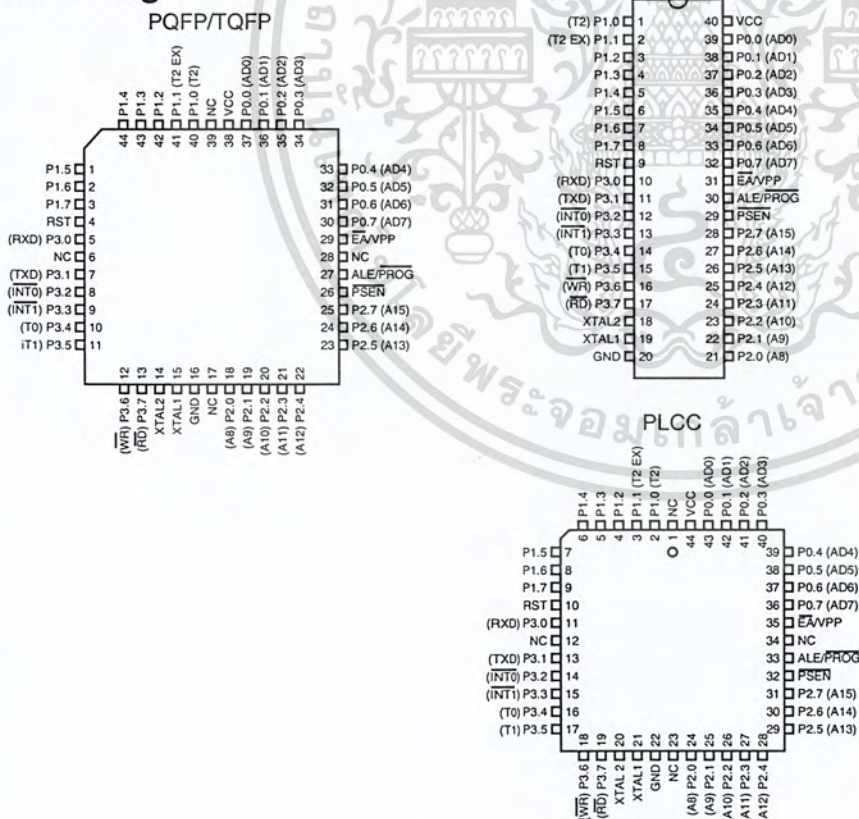 PQFP/TQFP
44 P1.4
43 P1.3
42 P1.2
41 P1.1 (T2 EX)
40 P1.0 (T2)
39 NC
38 VCC
37 P0.0 (AD0)
36 P0.1 (AD1)
35 P0.2 (AD2)
34 P0.3 (AD3)
P1.5 1
P1.6 2
P1.7 3
RST 4
(RXD) P3.0 5
NC 6
(TXD) P3.1 7
(INT0) P3.2 8
(INT1) P3.3 9
(T0) P3.4 10
iT1) P3.5 11
33 P0.4 (AD4)
32 P0.5 (AD5)
31 P0.6 (AD6)
30 P0.7 (AD7)
29 EA/VPP
28 NC
27 ALE/PROG
26 PSEN
25 P2.7 (A15)
24 P2.6 (A14)
23 P2.5 (A13)
(WR) P3.6 12
(RD) P3.7 13
XTAL2 14
XTAL1 15
GND 16
NC 17
(A8) P2.0 18
(A9) P2.1 19
(A10) P2.2 20
(A11) P2.3 21
(A12) P2.4 22
(T2) P1.0 1 40 VCC
(T2 EX) P1.1 2 39 P0.0 (AD0)
P1.2 3 38 P0.1 (AD1)
P1.3 4 37 P0.2 (AD2)
P1.4 5 36 P0.3 (AD3)
P1.5 6 35 P0.4 (AD4)
P1.6 7 34 P0.5 (AD5)
P1.7 8 33 P0.6 (AD6)
RST 9 32 P0.7 (AD7)
(RXD) P3.0 10 31 EA/VPP
(TXD) P3.1 11 30 ALE/PROG
(INT0) P3.2 12 29 PSEN
(INT1) P3.3 13 28 P2.7 (A15)
(T0) P3.4 14 27 P2.6 (A14)
(T1) P3.5 15 26 P2.5 (A13)
(WR) P3.6 16 25 P2.4 (A12)
(RD) P3.7 17 24 P2.3 (A11)
XTAL2 18 23 P2.2 (A10)
XTAL1 19 22 P2.1 (A9)
GND 20 21 P2.0 (A8)
PLCC
6 P1.4
5 P1.3
4 P1.2
3 P1.1 (T2 EX)
2 P1.0 (T2)
1 NC
44 VCC
43 P0.0 (AD0)
42 P0.1 (AD1)
41 P0.2 (AD2)
40 P0.3 (AD3)
P1.5 7
P1.6 8
P1.7 9
RST 10
(RXD) P3.0 11
NC 12
(TXD) P3.1 13
(INT0) P3.2 14
(INT1) P3.3 15
(T0) P3.4 16
(T1) P3.5 17
39 P0.4 (AD4)
38 P0.5 (AD5)
37 P0.6 (AD6)
36 P0.7 (AD7)
35 EA/VPP
34 NC
33 ALE/PROG
32 PSEN
31 P2.7 (A15)
30 P2.6 (A14)
29 P2.5 (A13)
(WR) P3.6 18
(RD) P3.7 19
XTAL 2 20
XTAL1 21
GND 22
NC 23
(A8) P2.0 24
(A9) P2.1 25
A10) P2.2 26
A11) P2.3 27
A12) P2.4 28